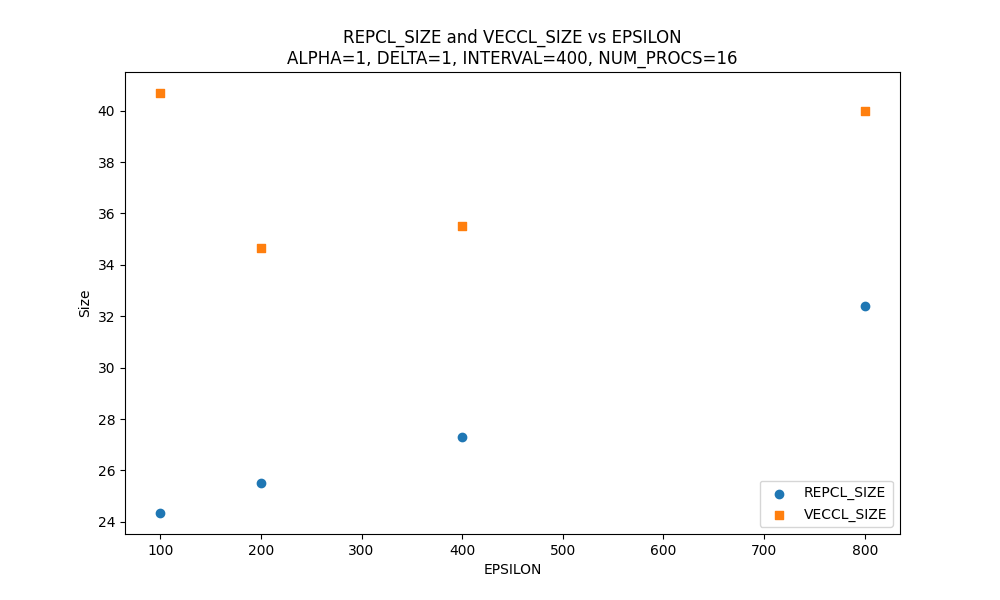 REPCL_SIZE and VECCL_SIZE vs EPSILON
ALPHA=1, DELTA=1, INTERVAL=400, NUM_PROCS=16
40
38
36
34
32
30
28
26
24
Size
REPCL_SIZE
VECCL_SIZE
100 200 300 400 500 600 700 800
EPSILON